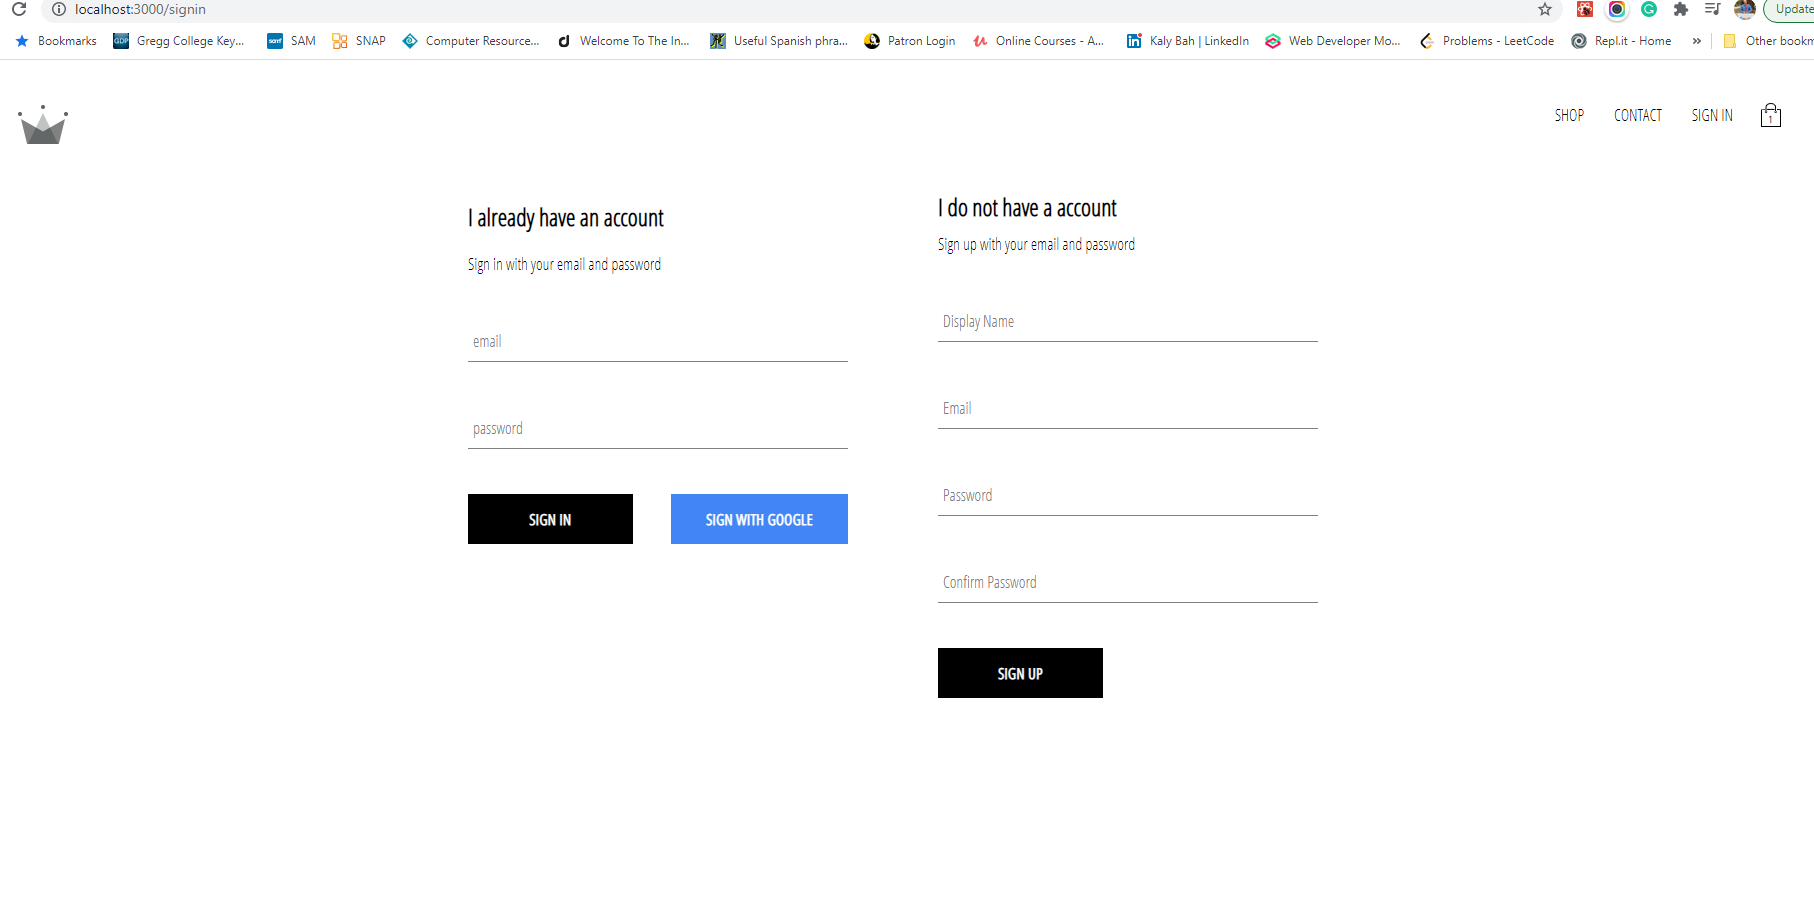 localhost:3000/signin
Update
Bookmarks Gregg College Key... SAM SNAP Computer Resource... Welcome To The In... Useful Spanish phra... Patron Login Online Courses - A... Kaly Bah | LinkedIn Web Developer Mo... Problems - LeetCode Repl.it - Home » Other bookm
SHOP CONTACT SIGN IN 1
I already have an account
Sign in with your email and password
email
password
SIGN IN SIGN WITH GOOGLE
I do not have a account
Sign up with your email and password
Display Name
Email
Password
Confirm Password
SIGN UP